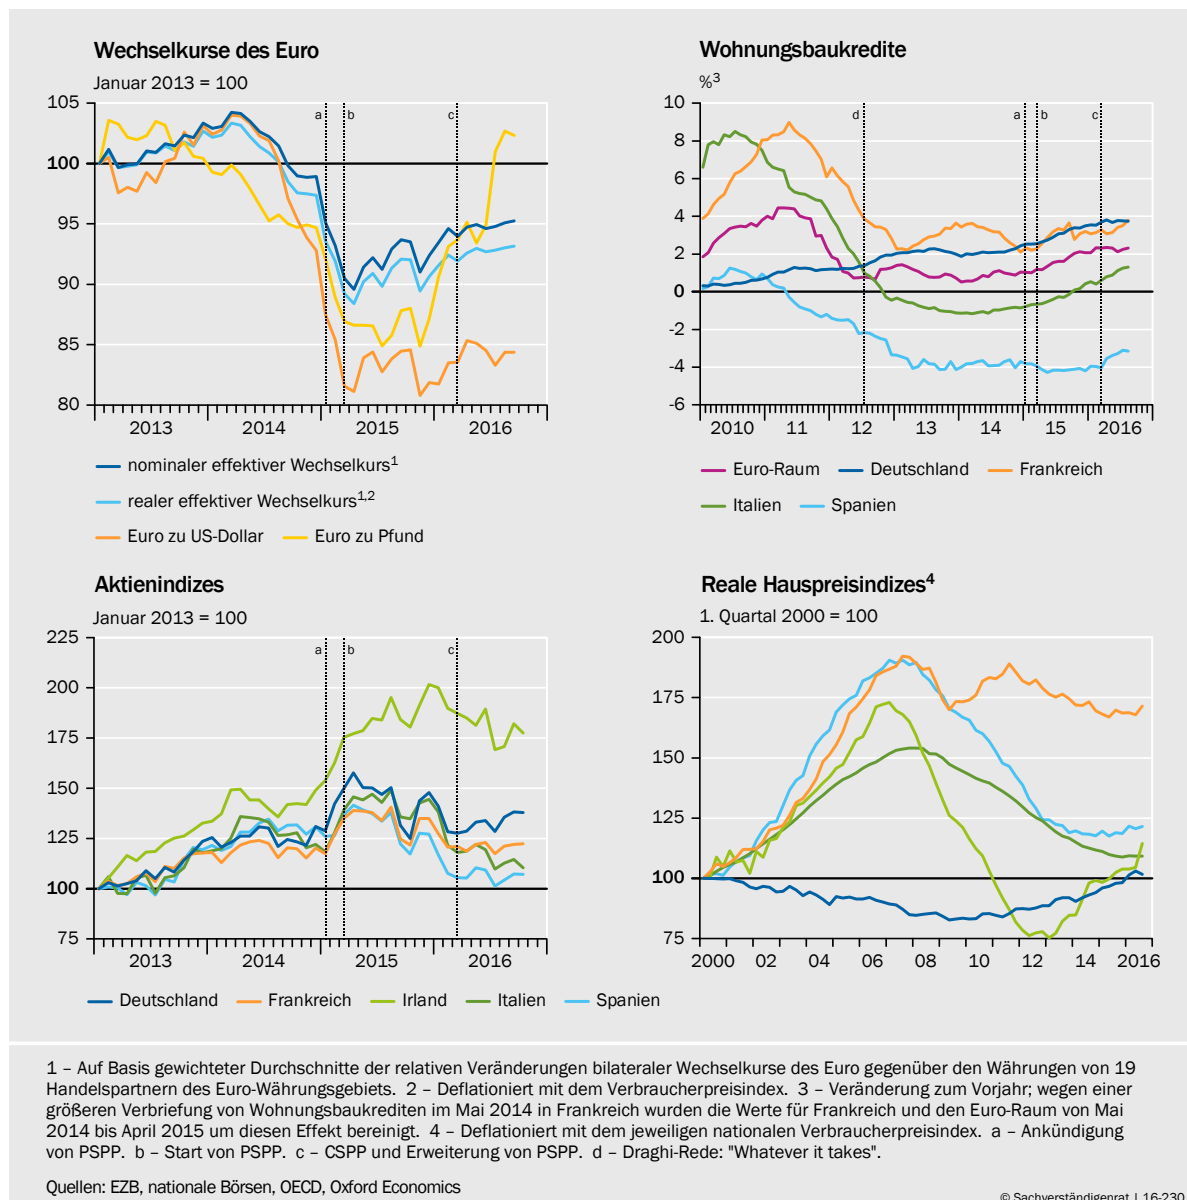 Wechselkurse des Euro
Januar 2013 = 100
105
100
95
90
85
80
a
b
c
2013
2014
2015
2016
nominaler effektiver Wechselkurs1
realer effektiver Wechselkurs1,2
Euro zu US-Dollar
Euro zu Pfund
Wohnungsbaukredite
%3
10
8
6
4
2
0
-2
-4
-6
d
a
b
c
2010
11
12
13
14
15
2016
Euro-Raum
Deutschland
Frankreich
Italien
Spanien
Aktienindizes
Januar 2013 = 100
225
200
175
150
125
100
75
a
b
c
2013
2014
2015
2016
Reale Hauspreisindizes4
1. Quartal 2000 = 100
200
175
150
125
100
75
2000
02
04
06
08
10
12
14
2016
Deutschland
Frankreich
Irland
Italien
Spanien
1 – Auf Basis gewichteter Durchschnitte der relativen Veränderungen bilateraler Wechselkurse des Euro gegenüber den Währungen von 19
Handelspartnern des Euro-Währungsgebiets. 2 – Deflationiert mit dem Verbraucherpreisindex. 3 – Veränderung zum Vorjahr; wegen einer
größeren Verbriefung von Wohnungsbaukrediten im Mai 2014 in Frankreich wurden die Werte für Frankreich und den Euro-Raum von Mai
2014 bis April 2015 um diesen Effekt bereinigt. 4 – Deflationiert mit dem jeweiligen nationalen Verbraucherpreisindex. a – Ankündigung
von PSPP. b – Start von PSPP. c – CSPP und Erweiterung von PSPP. d – Draghi-Rede: "Whatever it takes".
Quellen: EZB, nationale Börsen, OECD, Oxford Economics
© Sachverständigenrat | 16-230